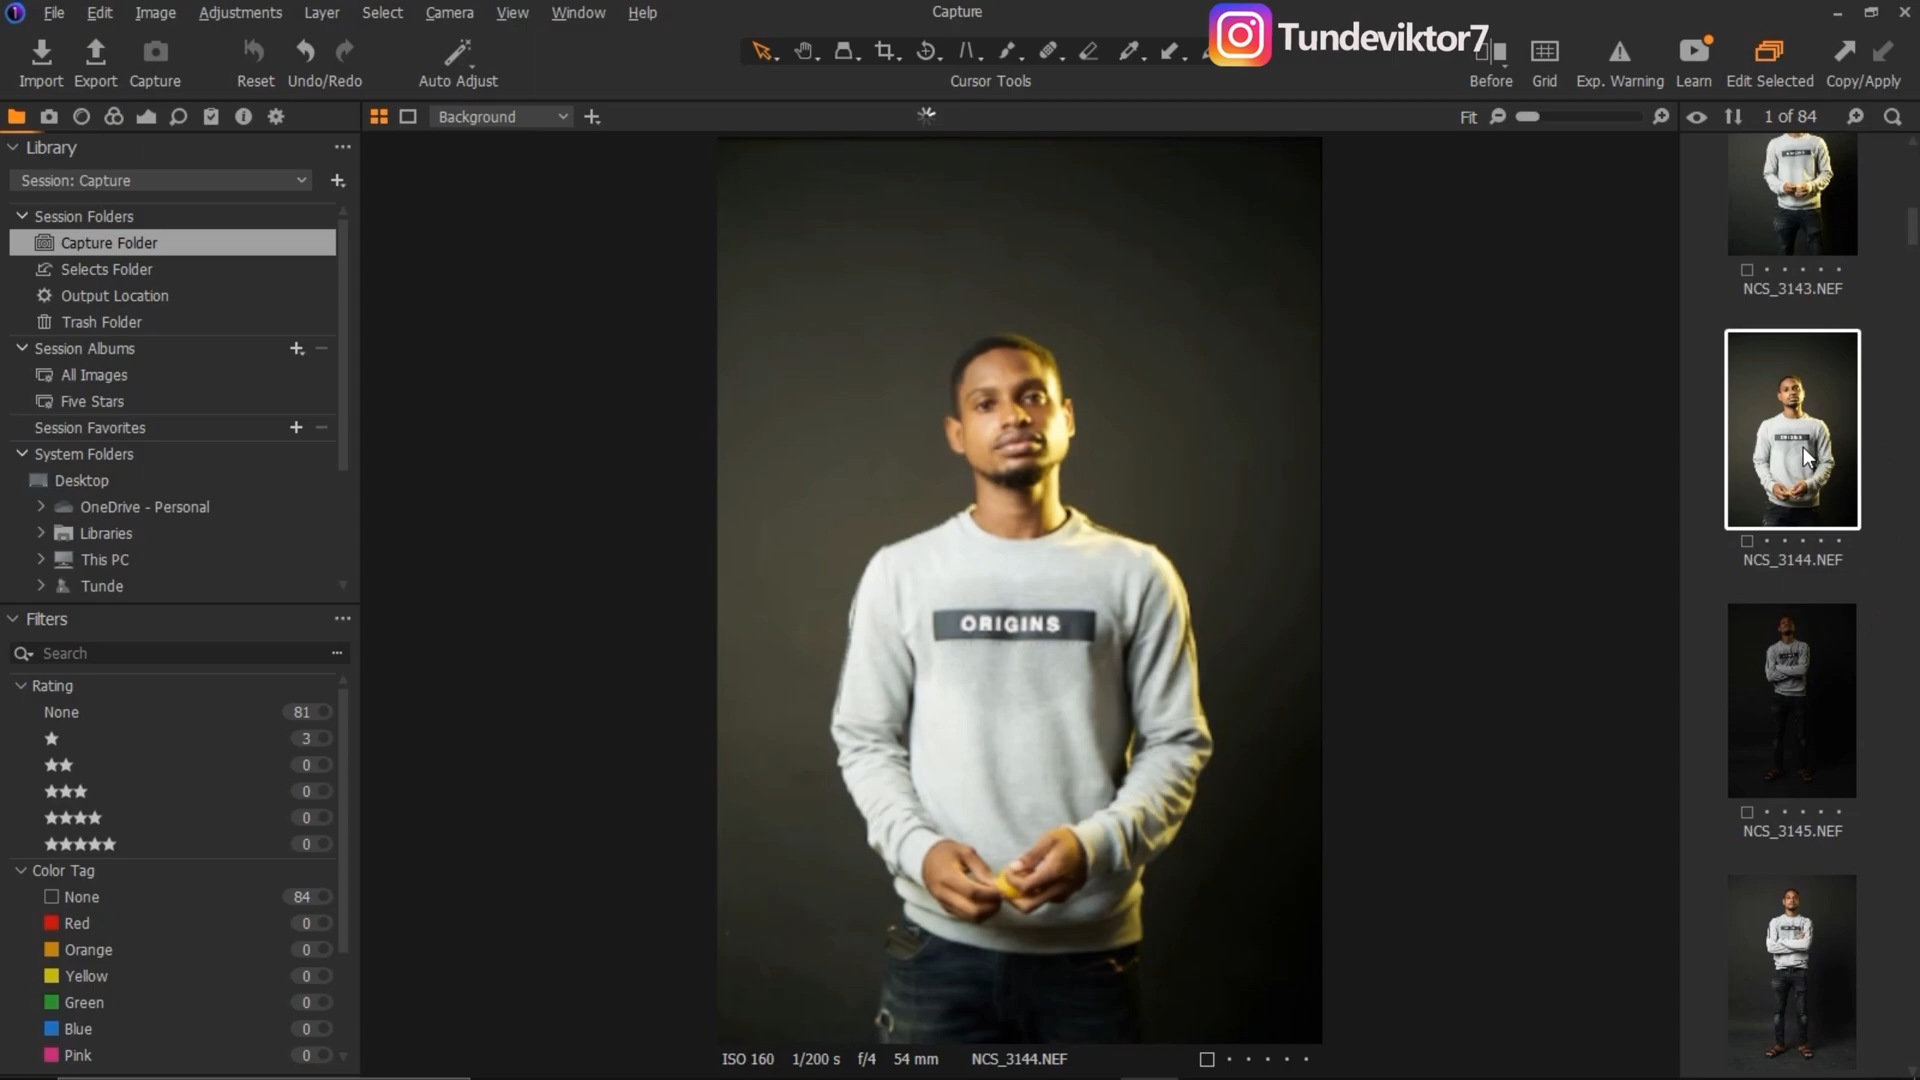 File Edit Image Adjustments Layer Select Camera View Window Help
Capture
Tundeviktor7
Import Export Capture Reset Undo/Redo Auto Adjust
Cursor Tools
Before Grid Exp. Warning Learn Edit Selected Copy/Apply
Background
Fit
1 of 84
Library
Session: Capture
Session Folders
Capture Folder
Selects Folder
Output Location
Trash Folder
Session Albums
All Images
Five Stars
Session Favorites
System Folders
Desktop
OneDrive - Personal
Libraries
This PC
Tunde
Filters
Search
Rating
None 81
3
0
0
0
0
Color Tag
None 84
Red 0
Orange 0
Yellow 0
Green 0
Blue 0
Pink 0
ORIGINS
ISO 160 1/200 s f/4 54 mm NCS_3144.NEF
NCS_3143.NEF
NCS_3144.NEF
NCS_3145.NEF